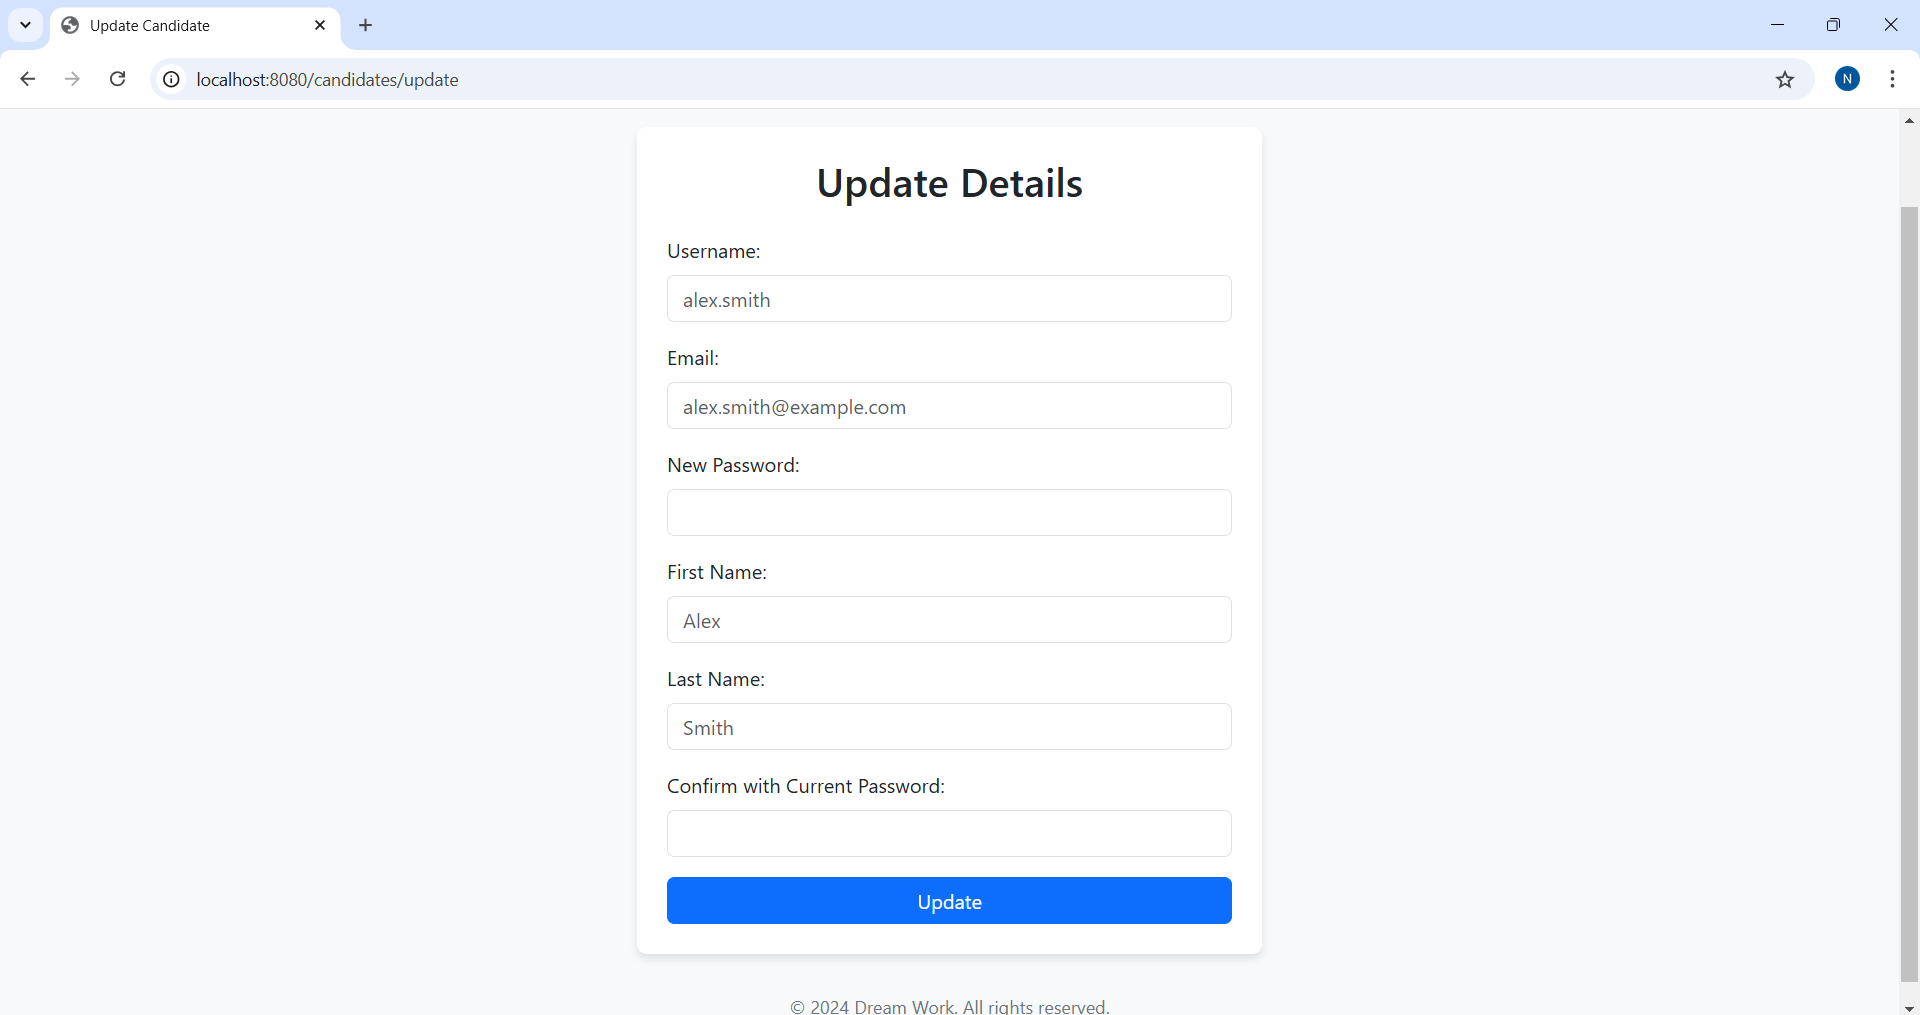 Update Candidate
localhost:8080/candidates/update
N
Update Details
Username:
alex.smith
Email:
alex.smith@example.com
New Password:
First Name:
Alex
Last Name:
Smith
Confirm with Current Password:
Update
© 2024 Dream Work. All rights reserved.